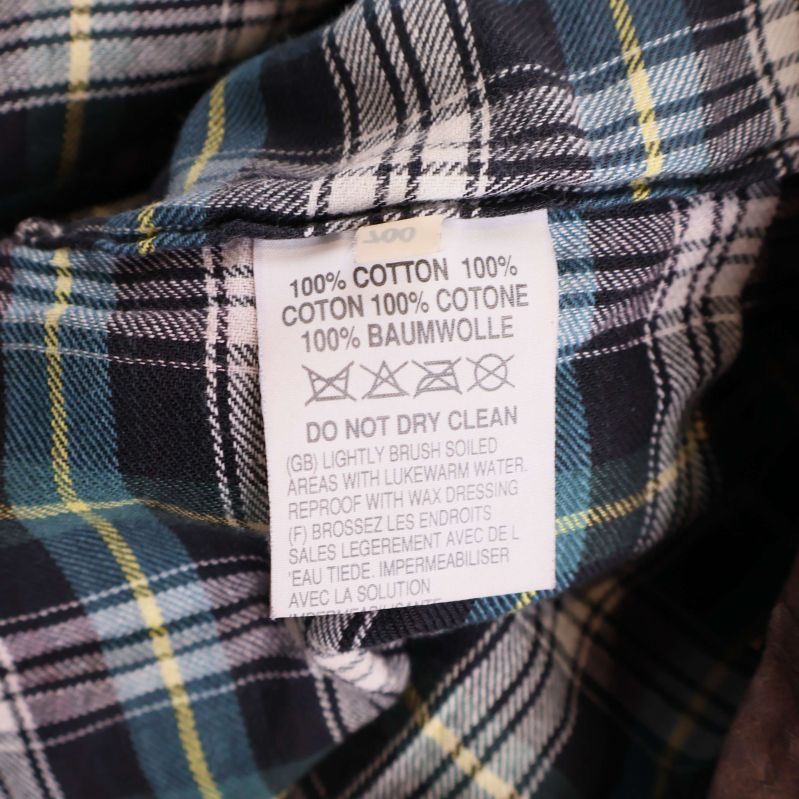 100% COTTON 100%
COTON 100% COTONE
100% BAUMWOLLE
DO NOT DRY CLEAN
(GB) LIGHTLY BRUSH SOILED
AREAS WITH LUKEWARM WATER.
REPROOF WITH WAX DRESSING
(F) BROSSEZ LES ENDROITS
SALES LEGEREMENT AVEC DE L
'EAU TIEDE. IMPERMEABILISER
AVEC LA SOLUTION
IMPERMEABILISANTE